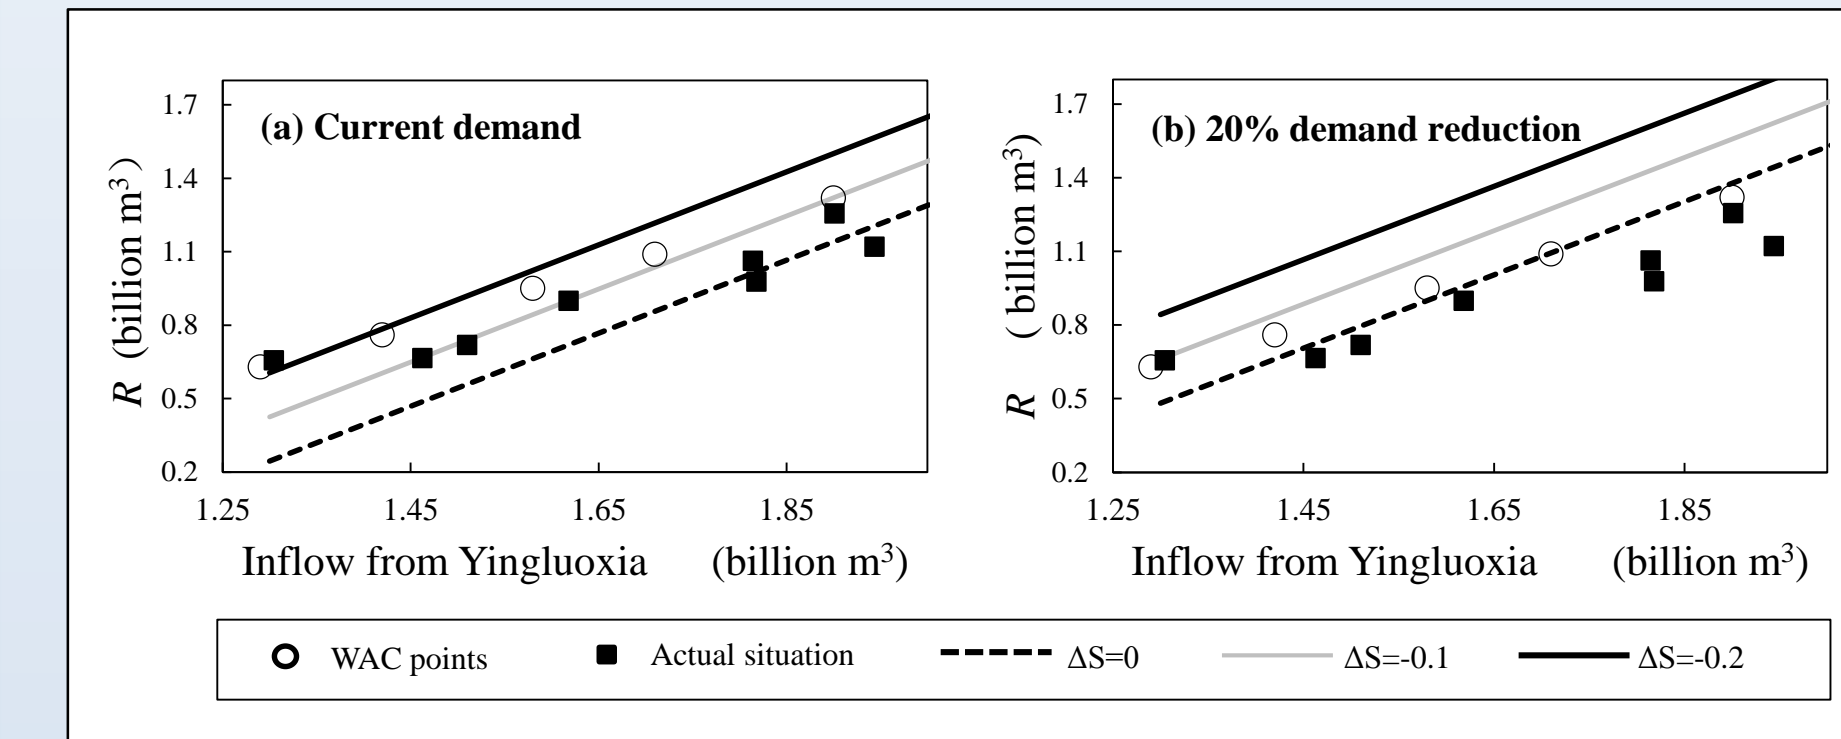 (a) Current demand
R (billion m³)
1.7
1.4
1.1
0.8
0.5
0.2
1.25 1.45 1.65 1.85
Inflow from Yingluoxia (billion m³)
(b) 20% demand reduction
R (billion m³)
1.7
1.4
1.1
0.8
0.5
0.2
1.25 1.45 1.65 1.85
Inflow from Yingluoxia (billion m³)
WAC points Actual situation ΔS=0 ΔS=-0.1 ΔS=-0.2